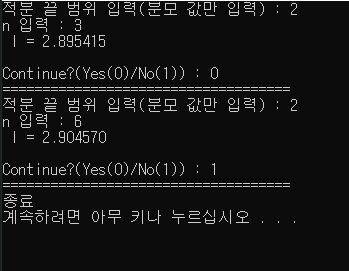 적분 끝 범위 입력(분모 값만 입력) : 2
n 입력 : 3
I = 2.895415
Continue?(Yes(0)/No(1)) : 0
====================================
적분 끝 범위 입력(분모 값만 입력) : 2
n 입력 : 6
I = 2.904570
Continue?(Yes(0)/No(1)) : 1
====================================
종료
계속하려면 아무 키나 누르십시오 . . .